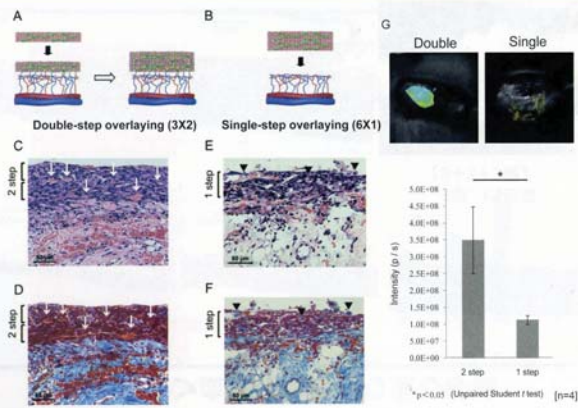 A
B
G
Double
Single
Double-step overlaying (3X2)
Single-step overlaying (6X1)
C
E
2 step
1 step
D
F
2 step
1 step
*
Intensity (p / s)
5.0E+08
4.5E+08
4.0E+08
3.5E+08
3.0E+08
2.5E+08
2.0E+08
1.5E+08
1.0E+08
5.0E+07
0.0E+00
2 step
1 step
*p<0.05 (Unpaired Student t test) [n=4]